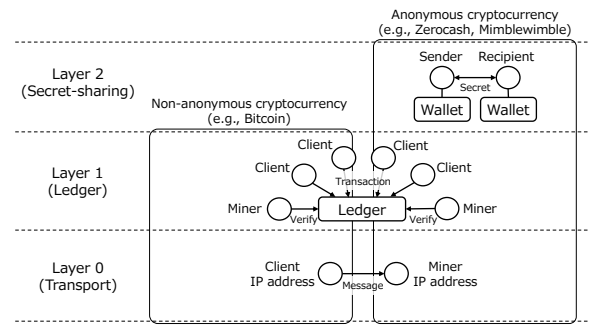 Anonymous cryptocurrency
(e.g., Zerocash, Mimblewimble)
Layer 2
(Secret-sharing)
Sender
Recipient
Secret
Wallet
Wallet
Non-anonymous cryptocurrency
(e.g., Bitcoin)
Layer 1
(Ledger)
Client
Client
Client
Client
Transaction
Miner
Verify
Ledger
Verify
Miner
Layer 0
(Transport)
Client
IP address
Message
Miner
IP address